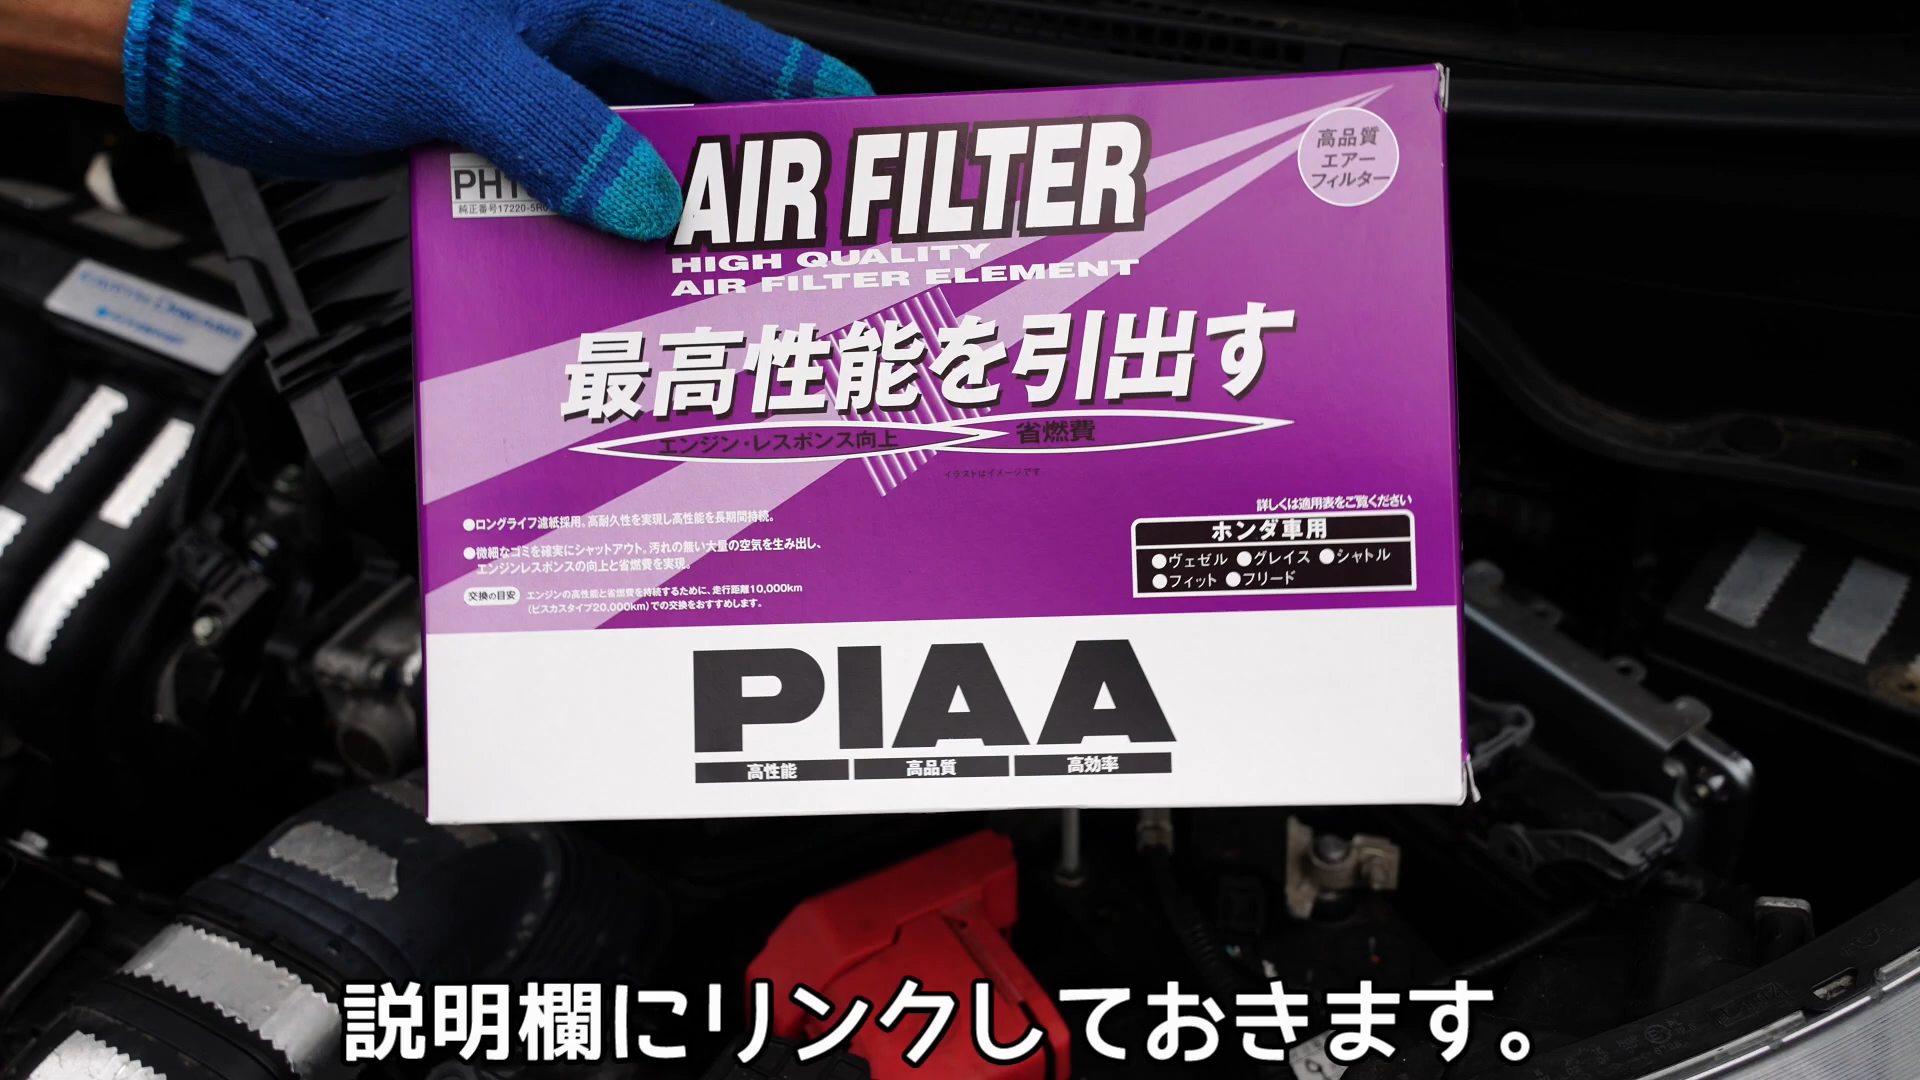 AIR FILTER
HIGH QUALITY
AIR FILTER ELEMENT
高品質
エアー
フィルター
最高性能を引出す
エンジン・レスポンス向上
省燃費
イラストはイメージです
●ロングライフ濾紙採用。高耐久性を実現し高性能を長期間持続。
●微細なゴミを確実にシャットアウト。汚れの無い大量の空気を生み出し、
エンジンレスポンスの向上と省燃費を実現。
交換の目安
エンジンの高性能と省燃費を持続するために、走行距離10,000km
(ビスカスタイプ20,000km)での交換をおすすめします。
詳しくは適用表をご覧ください
ホンダ車用
●ヴェゼル ●グレイス ●シャトル
●フィット ●フリード
PIAA
高性能 高品質 高効率
説明欄にリンクしておきます。